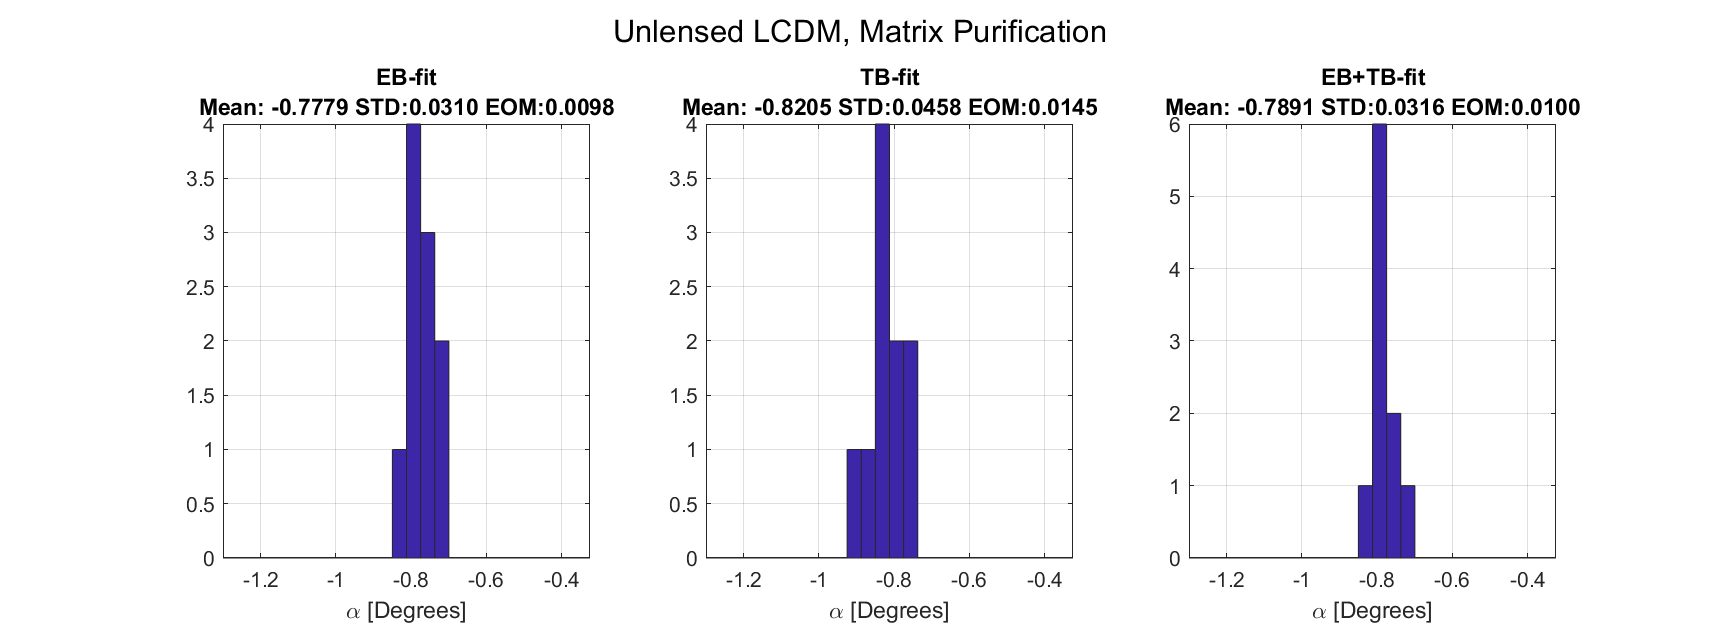 Unlensed LCDM, Matrix Purification
EB-fit
Mean: -0.7779 STD:0.0310 EOM:0.0098
4
3.5
3
2.5
2
1.5
1
0.5
0
-1.2 -1 -0.8 -0.6 -0.4
α [Degrees]
TB-fit
Mean: -0.8205 STD:0.0458 EOM:0.0145
4
3.5
3
2.5
2
1.5
1
0.5
0
-1.2 -1 -0.8 -0.6 -0.4
α [Degrees]
EB+TB-fit
Mean: -0.7891 STD:0.0316 EOM:0.0100
6
5
4
3
2
1
0
-1.2 -1 -0.8 -0.6 -0.4
α [Degrees]